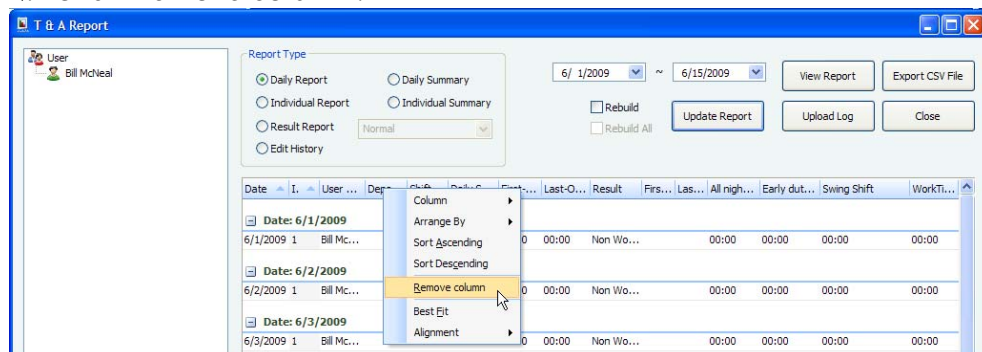 T & A Report
User
Bill McNeal
Report Type
Daily Report
Daily Summary
Individual Report
Individual Summary
Result Report
Normal
Edit History
6/ 1/2009
~
6/15/2009
Rebuild
Rebuild All
Update Report
View Report
Export CSV File
Upload Log
Close
Date I. User ... Depa... Last-O... Result Firs... Las... All nigh... Early dut... Swing Shift WorkTi...
Date: 6/1/2009
6/1/2009 1 Bill Mc... 0 00:00 Non Wo... 00:00 00:00 00:00 00:00
Date: 6/2/2009
6/2/2009 1 Bill Mc... 0 00:00 Non Wo... 00:00 00:00 00:00 00:00
Date: 6/3/2009
6/3/2009 1 Bill Mc... 0 00:00 Non Wo... 00:00 00:00 00:00 00:00
Column
Arrange By
Sort Ascending
Sort Descending
Remove column
Best Fit
Alignment